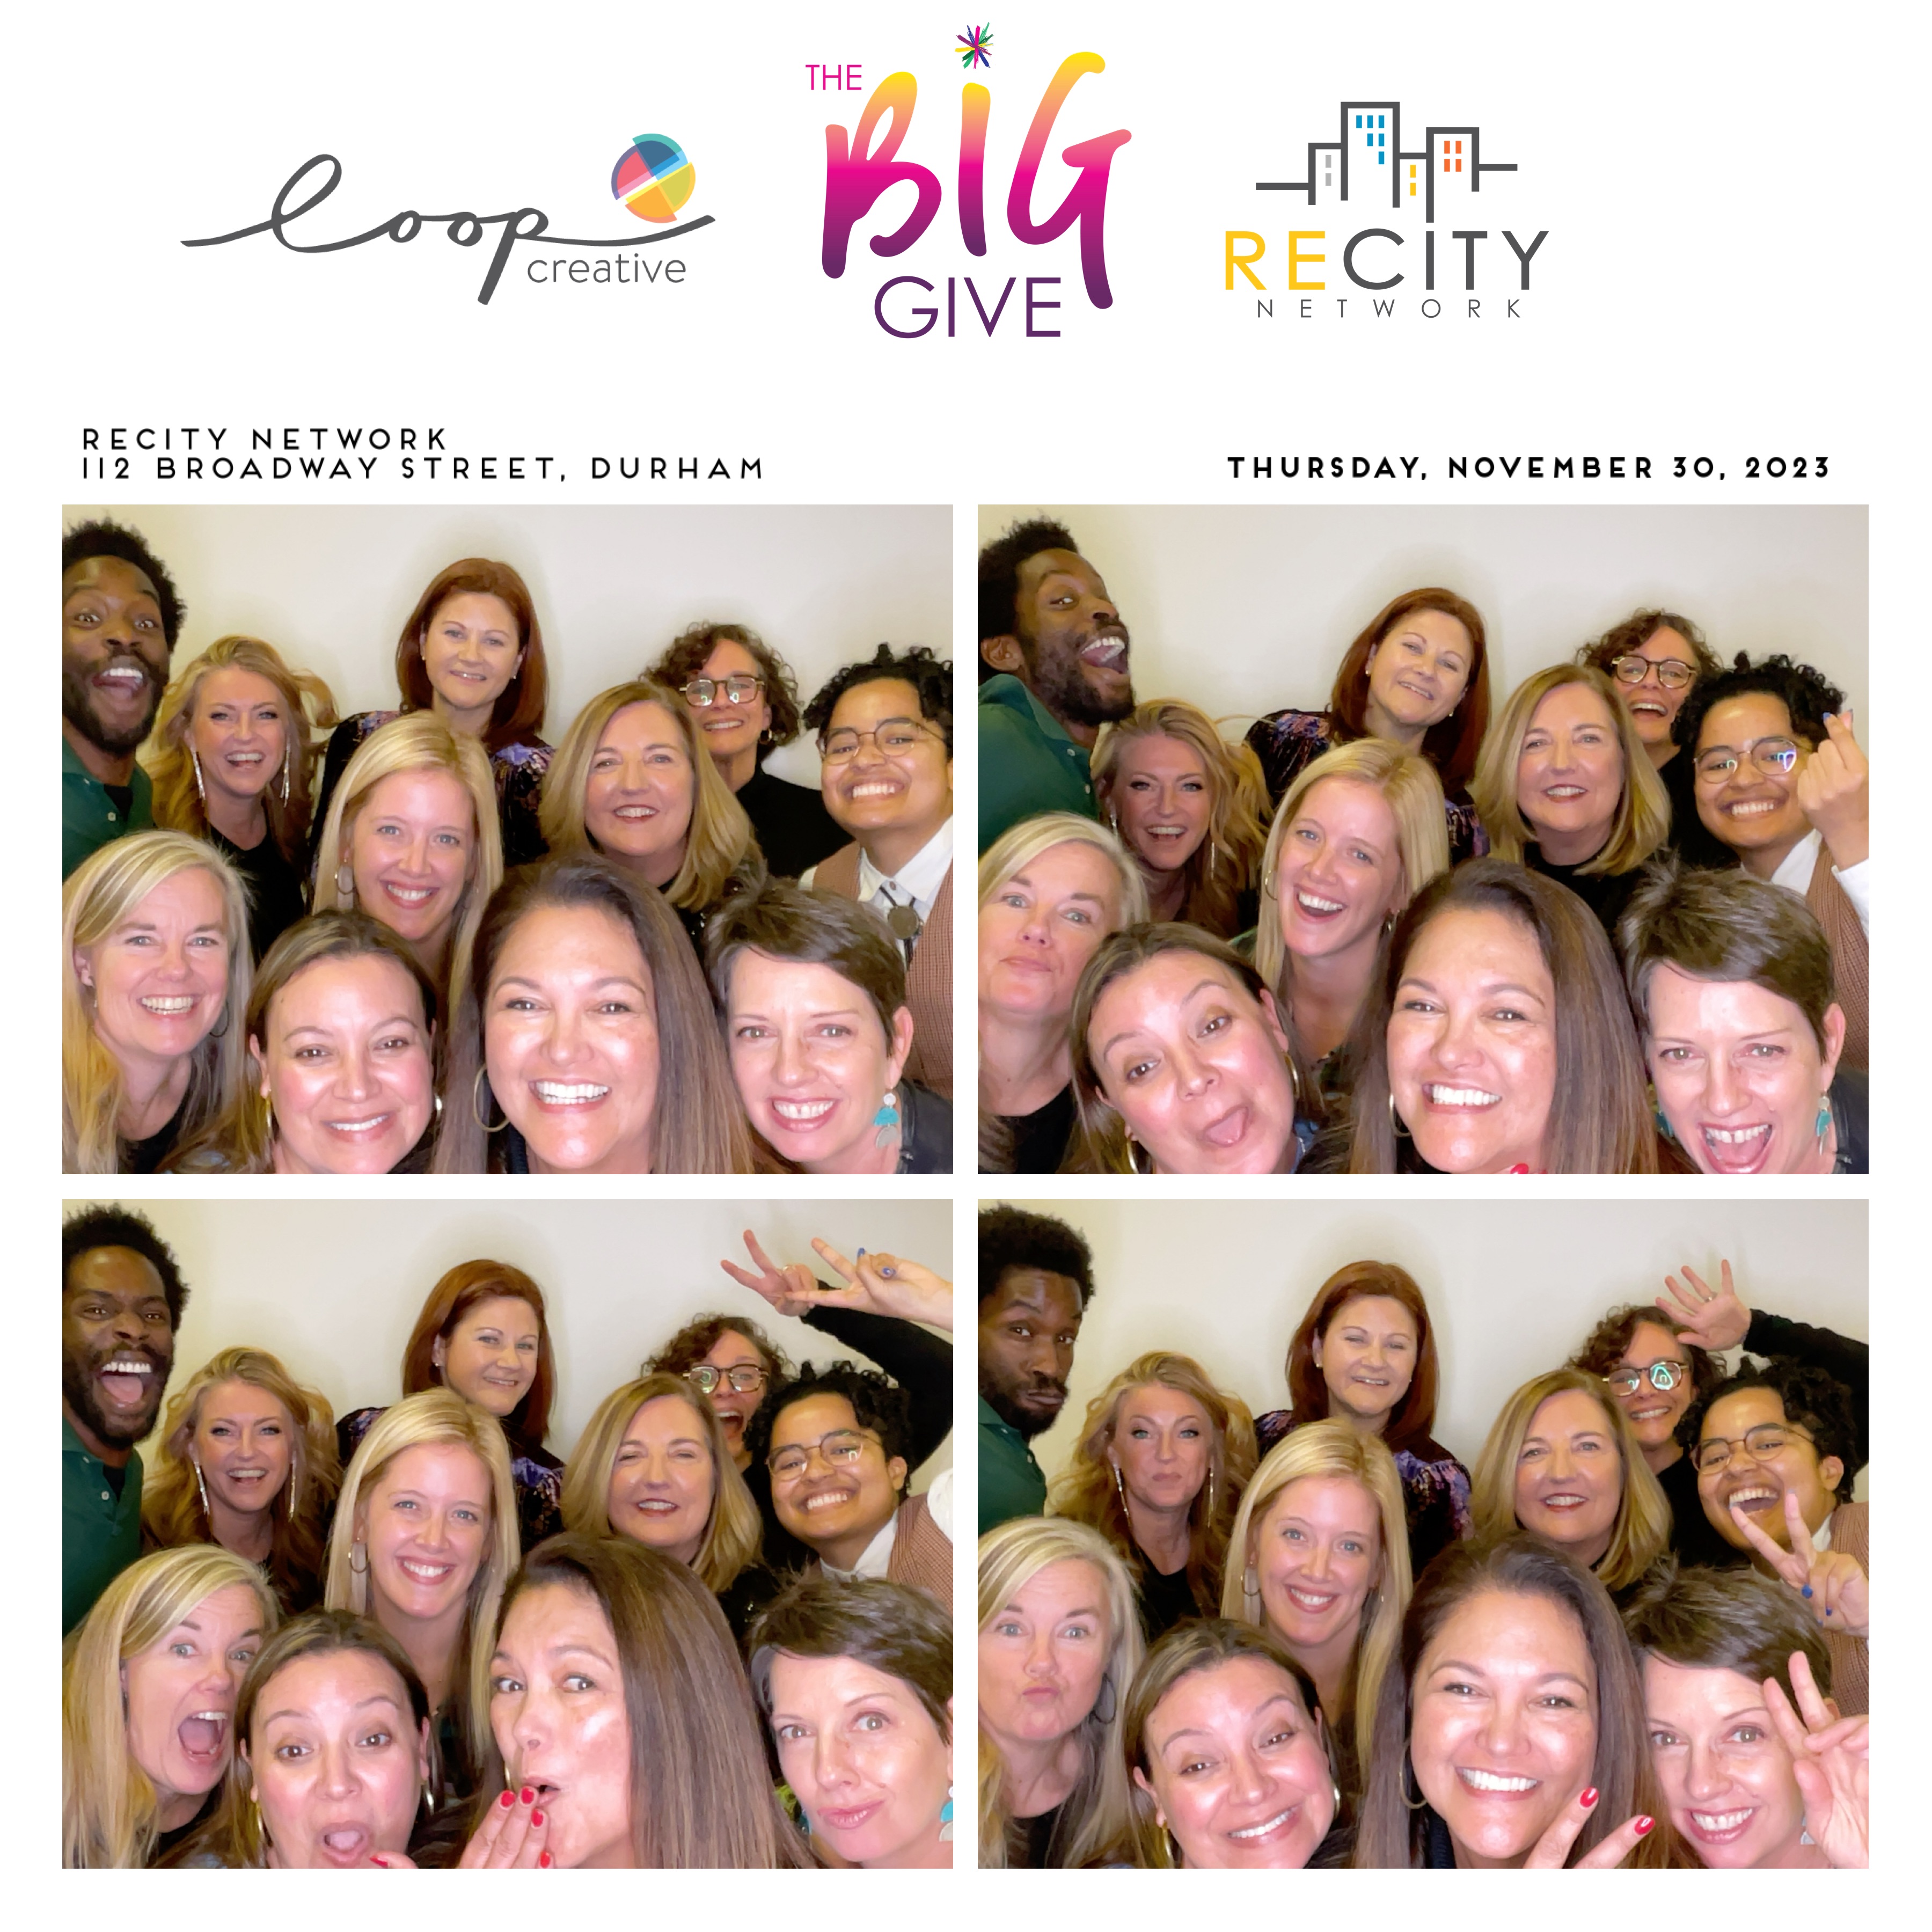 loop
creative
THE
BIG
GIVE
RECITY
NETWORK
RECITY NETWORK
112 BROADWAY STREET, DURHAM
THURSDAY, NOVEMBER 30, 2023